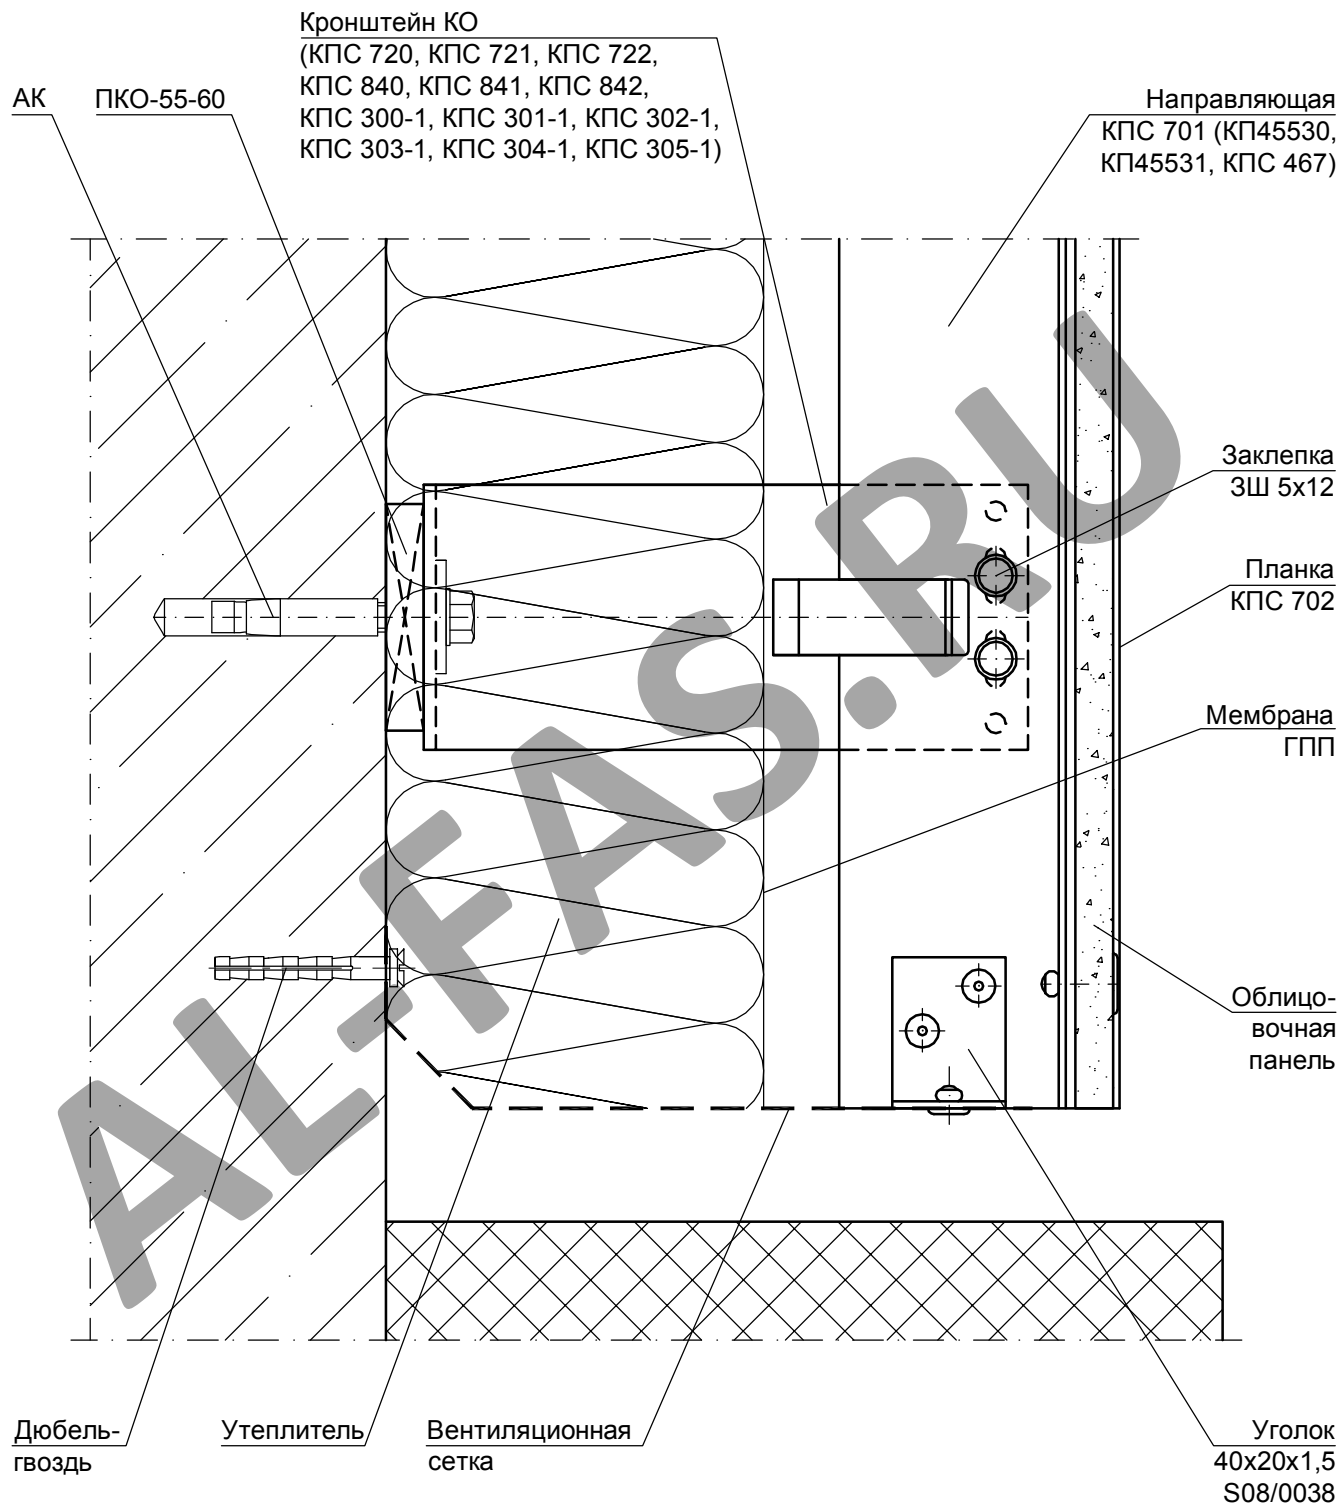 Кронштейн КО
(КПС 720, КПС 721, КПС 722,
КПС 840, КПС 841, КПС 842,
КПС 300-1, КПС 301-1, КПС 302-1,
КПС 303-1, КПС 304-1, КПС 305-1)
АК
ПКО-55-60
Направляющая
КПС 701 (КП45530,
КП45531, КПС 467)
Заклепка
ЗШ 5х12
Планка
КПС 702
Мембрана
ГПП
Облицо-
вочная
панель
AL-FAS.RU
Дюбель-
гвоздь
Утеплитель
Вентиляционная
сетка
Уголок
40х20х1,5
S08/0038